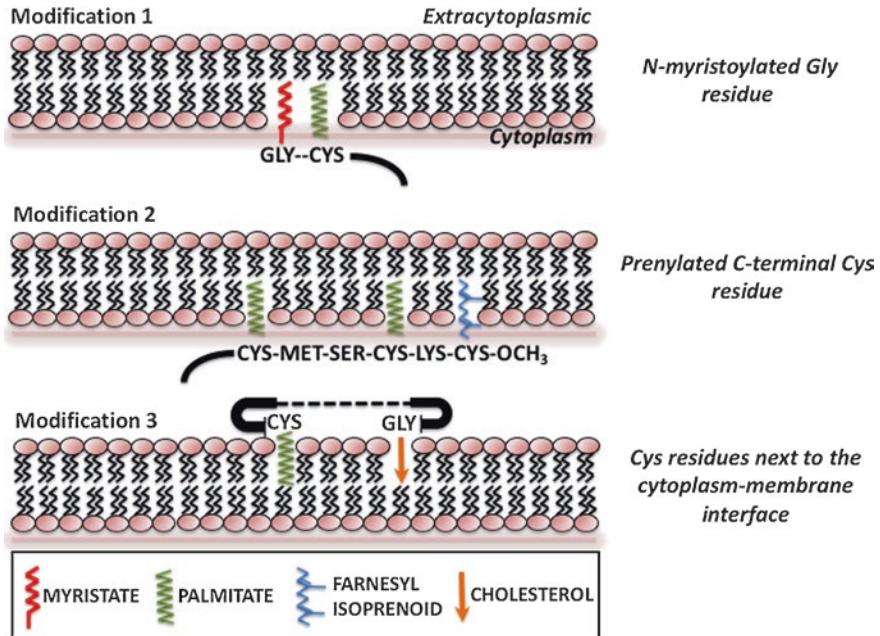 Modification 1
Extracytoplasmic
N-myristoylated Gly
residue
Cytoplasm
GLY--CYS
Modification 2
Prenylated C-terminal Cys
residue
CYS-MET-SER-CYS-LYS-CYS-OCH₃
Modification 3
CYS
GLY
Cys residues next to the
cytoplasm-membrane
interface
MYRISTATE
PALMITATE
FARNESYL
ISOPRENOID
CHOLESTEROL